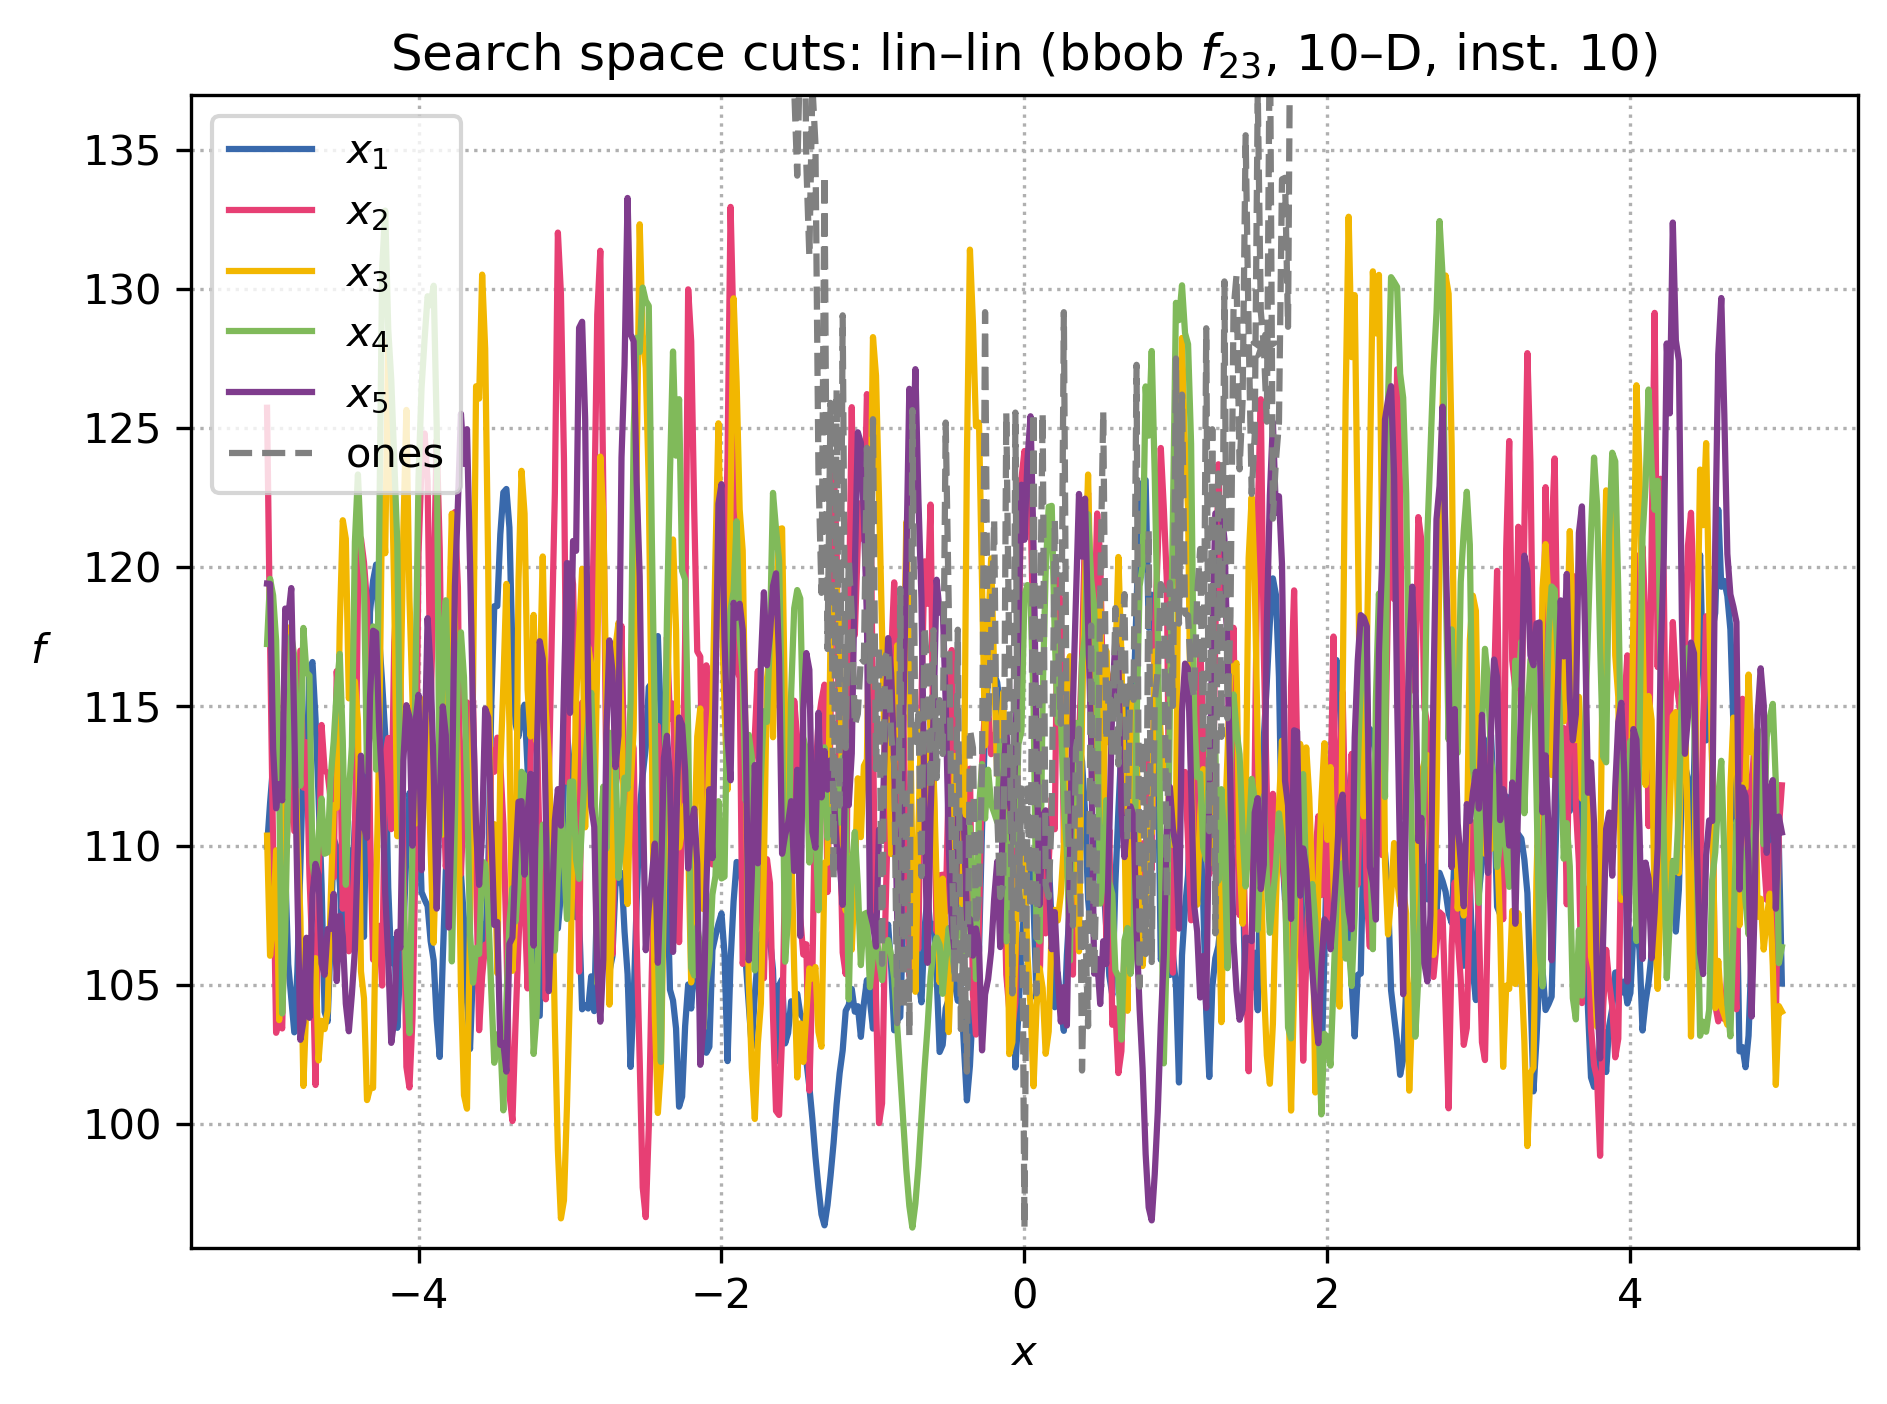 Search space cuts: lin–lin (bbob f₂₃, 10–D, inst. 10)
x₁
x₂
x₃
x₄
x₅
ones
f
135
130
125
120
115
110
105
100
−4 −2 0 2 4
x